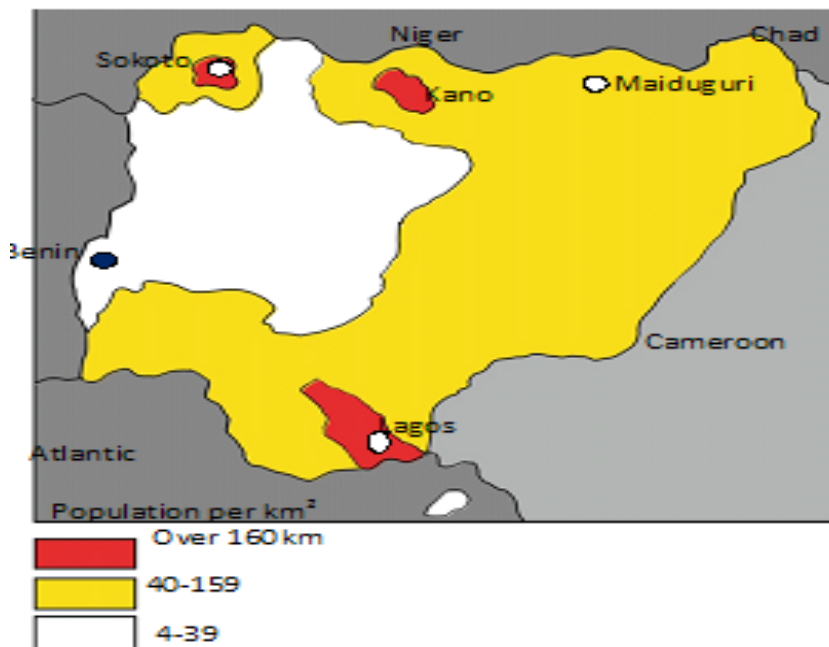 Niger
Chad
Sokoto
Kano
Maiduguri
Benin
Cameroon
Lagos
Atlantic
Population per km²
Over 160 km
40-159
4-39